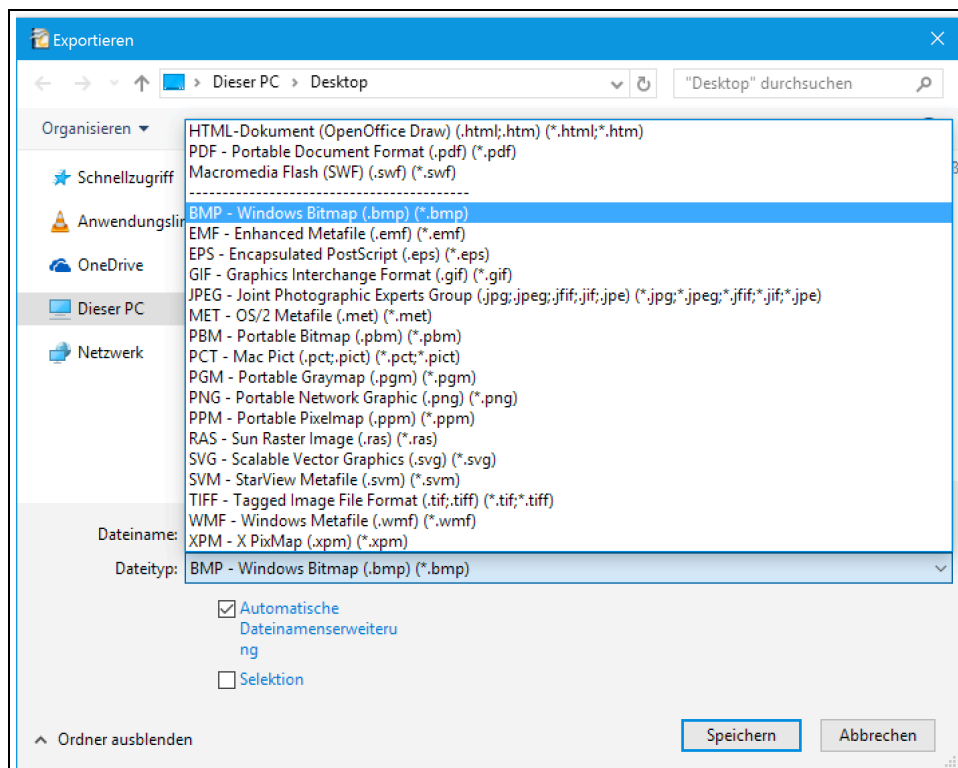 Exportieren
Dieser PC > Desktop
"Desktop" durchsuchen
Organisieren
Schnellzugriff
OneDrive
Dieser PC
Netzwerk
HTML-Dokument (OpenOffice Draw) (.html;.htm) (*.html;*.htm)
PDF - Portable Document Format (.pdf) (*.pdf)
Macromedia Flash (SWF) (.swf) (*.swf)
----------------------------------------
BMP - Windows Bitmap (.bmp) (*.bmp)
EMF - Enhanced Metafile (.emf) (*.emf)
EPS - Encapsulated PostScript (.eps) (*.eps)
GIF - Graphics Interchange Format (.gif) (*.gif)
JPEG - Joint Photographic Experts Group (.jpg;.jpeg;.jfif;.jif;.jpe) (*.jpg;*.jpeg;*.jfif;*.jif;*.jpe)
MET - OS/2 Metafile (.met) (*.met)
PBM - Portable Bitmap (.pbm) (*.pbm)
PCT - Mac Pict (.pct;.pict) (*.pct;*.pict)
PGM - Portable Graymap (.pgm) (*.pgm)
PNG - Portable Network Graphic (.png) (*.png)
PPM - Portable Pixelmap (.ppm) (*.ppm)
RAS - Sun Raster Image (.ras) (*.ras)
SVG - Scalable Vector Graphics (.svg) (*.svg)
SVM - StarView Metafile (.svm) (*.svm)
TIFF - Tagged Image File Format (.tif;.tiff) (*.tif;*.tiff)
WMF - Windows Metafile (.wmf) (*.wmf)
XPM - X PixMap (.xpm) (*.xpm)
Dateiname:
Dateityp: BMP - Windows Bitmap (.bmp) (*.bmp)
Automatische
Dateinamenserweiteru
ng
Selektion
Ordner ausblenden
Speichern
Abbrechen